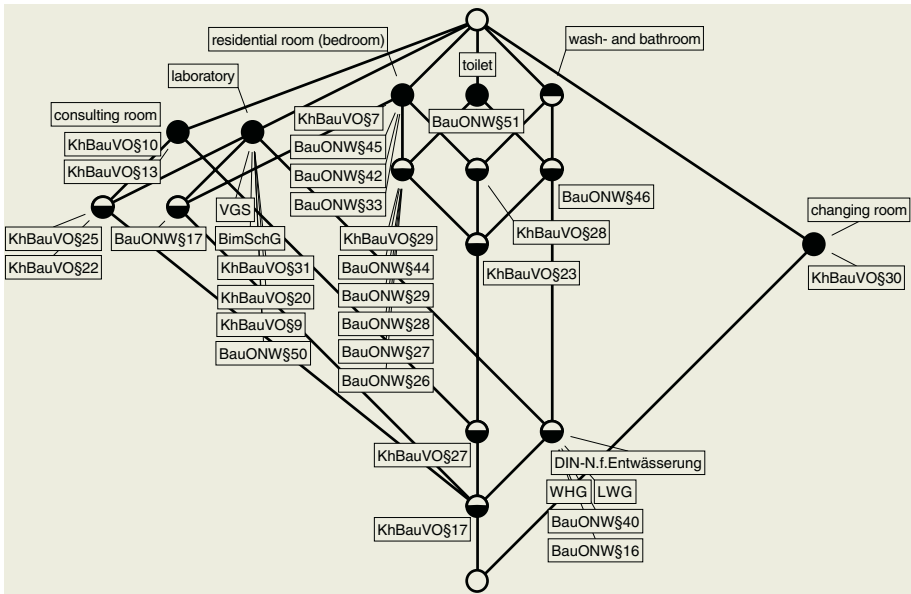 residential room (bedroom)
wash- and bathroom
toilet
laboratory
consulting room
KhBauVO§7
BauONW§51
KhBauVO§10
BauONW§45
KhBauVO§13
BauONW§42
BauONW§33
BauONW§46
VGS
changing room
KhBauVO§25
BauONW§17
BimSchG
KhBauVO§29
KhBauVO§28
KhBauVO§22
KhBauVO§31
BauONW§44
KhBauVO§23
KhBauVO§30
KhBauVO§20
BauONW§29
KhBauVO§9
BauONW§28
BauONW§50
BauONW§27
BauONW§26
KhBauVO§27
DIN-N.f.Entwässerung
WHG
LWG
KhBauVO§17
BauONW§40
BauONW§16